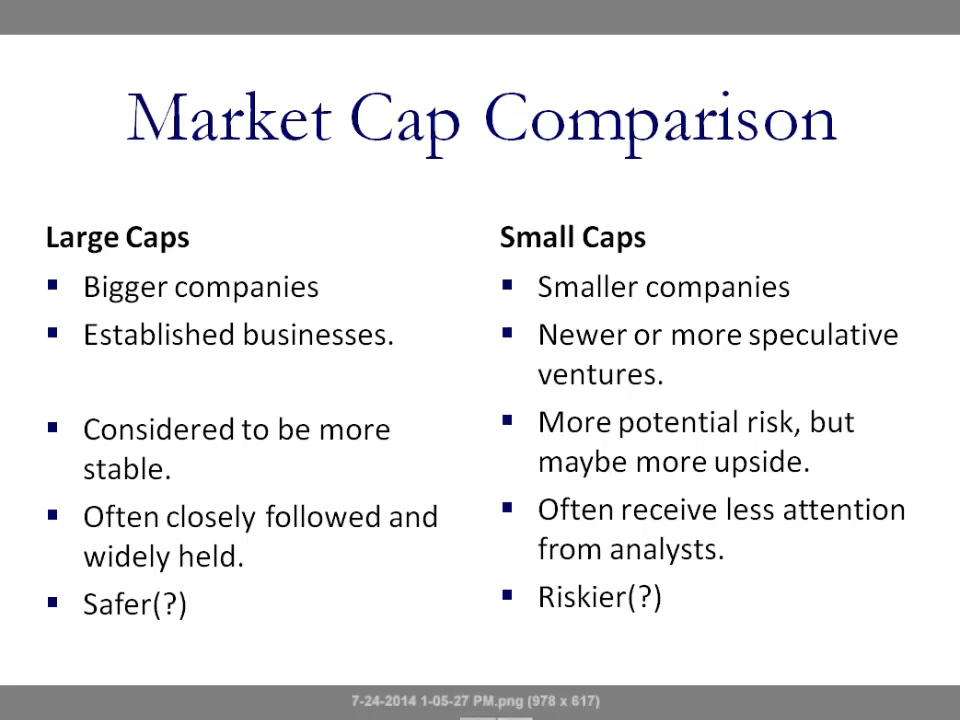 Market Cap Comparison
Large Caps
▪ Bigger companies
▪ Established businesses.
▪ Considered to be more
stable.
▪ Often closely followed and
widely held.
▪ Safer(?)
Small Caps
▪ Smaller companies
▪ Newer or more speculative
ventures.
▪ More potential risk, but
maybe more upside.
▪ Often receive less attention
from analysts.
▪ Riskier(?)
7-24-2014 1-05-27 PM.png (978 x 617)